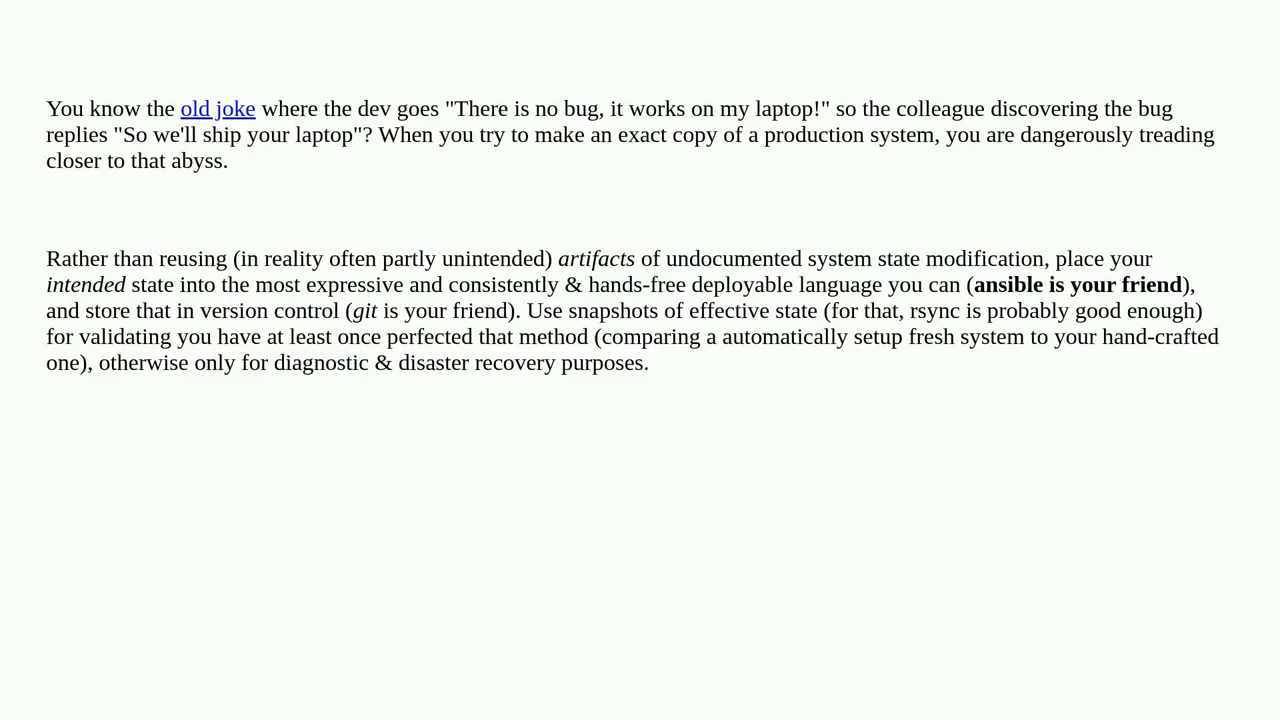 You know the old joke where the dev goes "There is no bug, it works on my laptop!" so the colleague discovering the bug
replies "So we'll ship your laptop"? When you try to make an exact copy of a production system, you are dangerously treading
closer to that abyss.
Rather than reusing (in reality often partly unintended) artifacts of undocumented system state modification, place your
intended state into the most expressive and consistently & hands-free deployable language you can (ansible is your friend),
and store that in version control (git is your friend). Use snapshots of effective state (for that, rsync is probably good enough)
for validating you have at least once perfected that method (comparing a automatically setup fresh system to your hand-crafted
one), otherwise only for diagnostic & disaster recovery purposes.